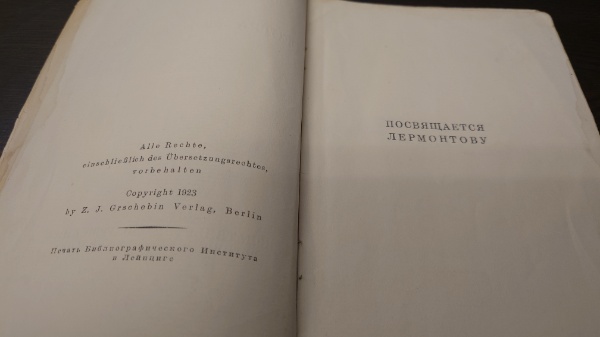 Alle Rechte,
einschließlich des Übersetzungsrechtes,
vorbehalten
Copyright 1923
by Z. J. Grschebin Verlag, Berlin
Печать Библиографического Института
в Лейпциге
ПОСВЯЩАЕТСЯ
ЛЕРМОНТОВУ